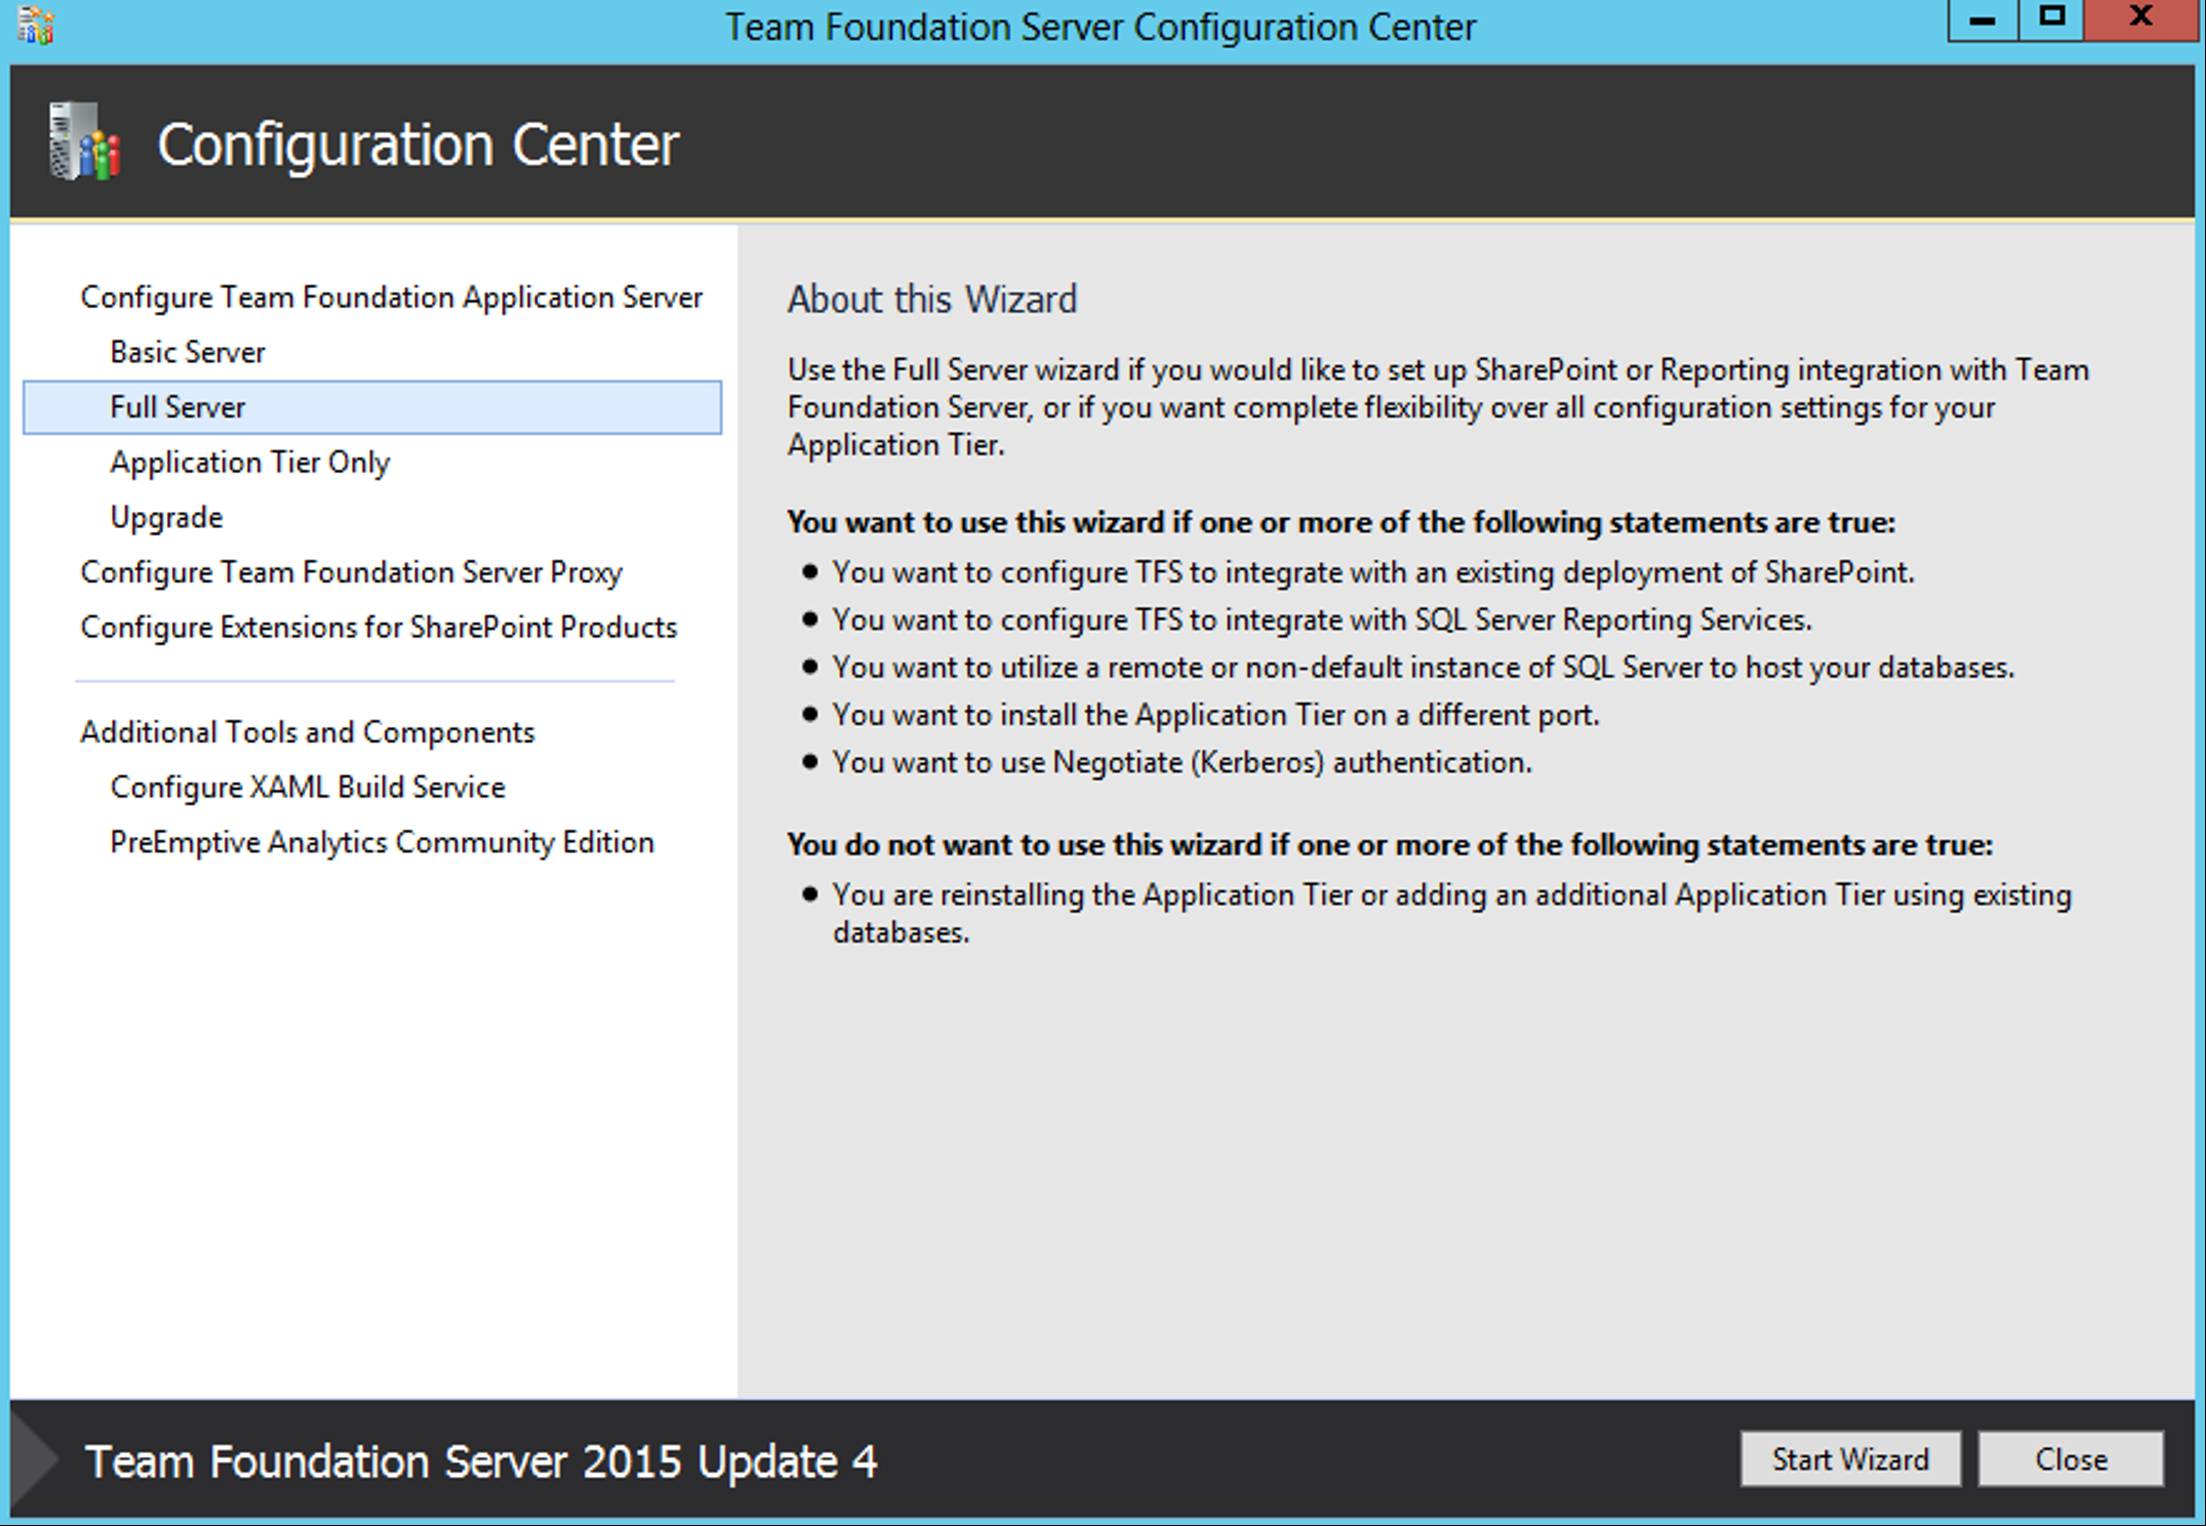 Team Foundation Server Configuration Center
Configuration Center
Configure Team Foundation Application Server
Basic Server
Full Server
Application Tier Only
Upgrade
Configure Team Foundation Server Proxy
Configure Extensions for SharePoint Products
Additional Tools and Components
Configure XAML Build Service
PreEmptive Analytics Community Edition
About this Wizard
Use the Full Server wizard if you would like to set up SharePoint or Reporting integration with Team
Foundation Server, or if you want complete flexibility over all configuration settings for your
Application Tier.
You want to use this wizard if one or more of the following statements are true:
• You want to configure TFS to integrate with an existing deployment of SharePoint.
• You want to configure TFS to integrate with SQL Server Reporting Services.
• You want to utilize a remote or non-default instance of SQL Server to host your databases.
• You want to install the Application Tier on a different port.
• You want to use Negotiate (Kerberos) authentication.
You do not want to use this wizard if one or more of the following statements are true:
• You are reinstalling the Application Tier or adding an additional Application Tier using existing
databases.
Team Foundation Server 2015 Update 4
Start Wizard
Close